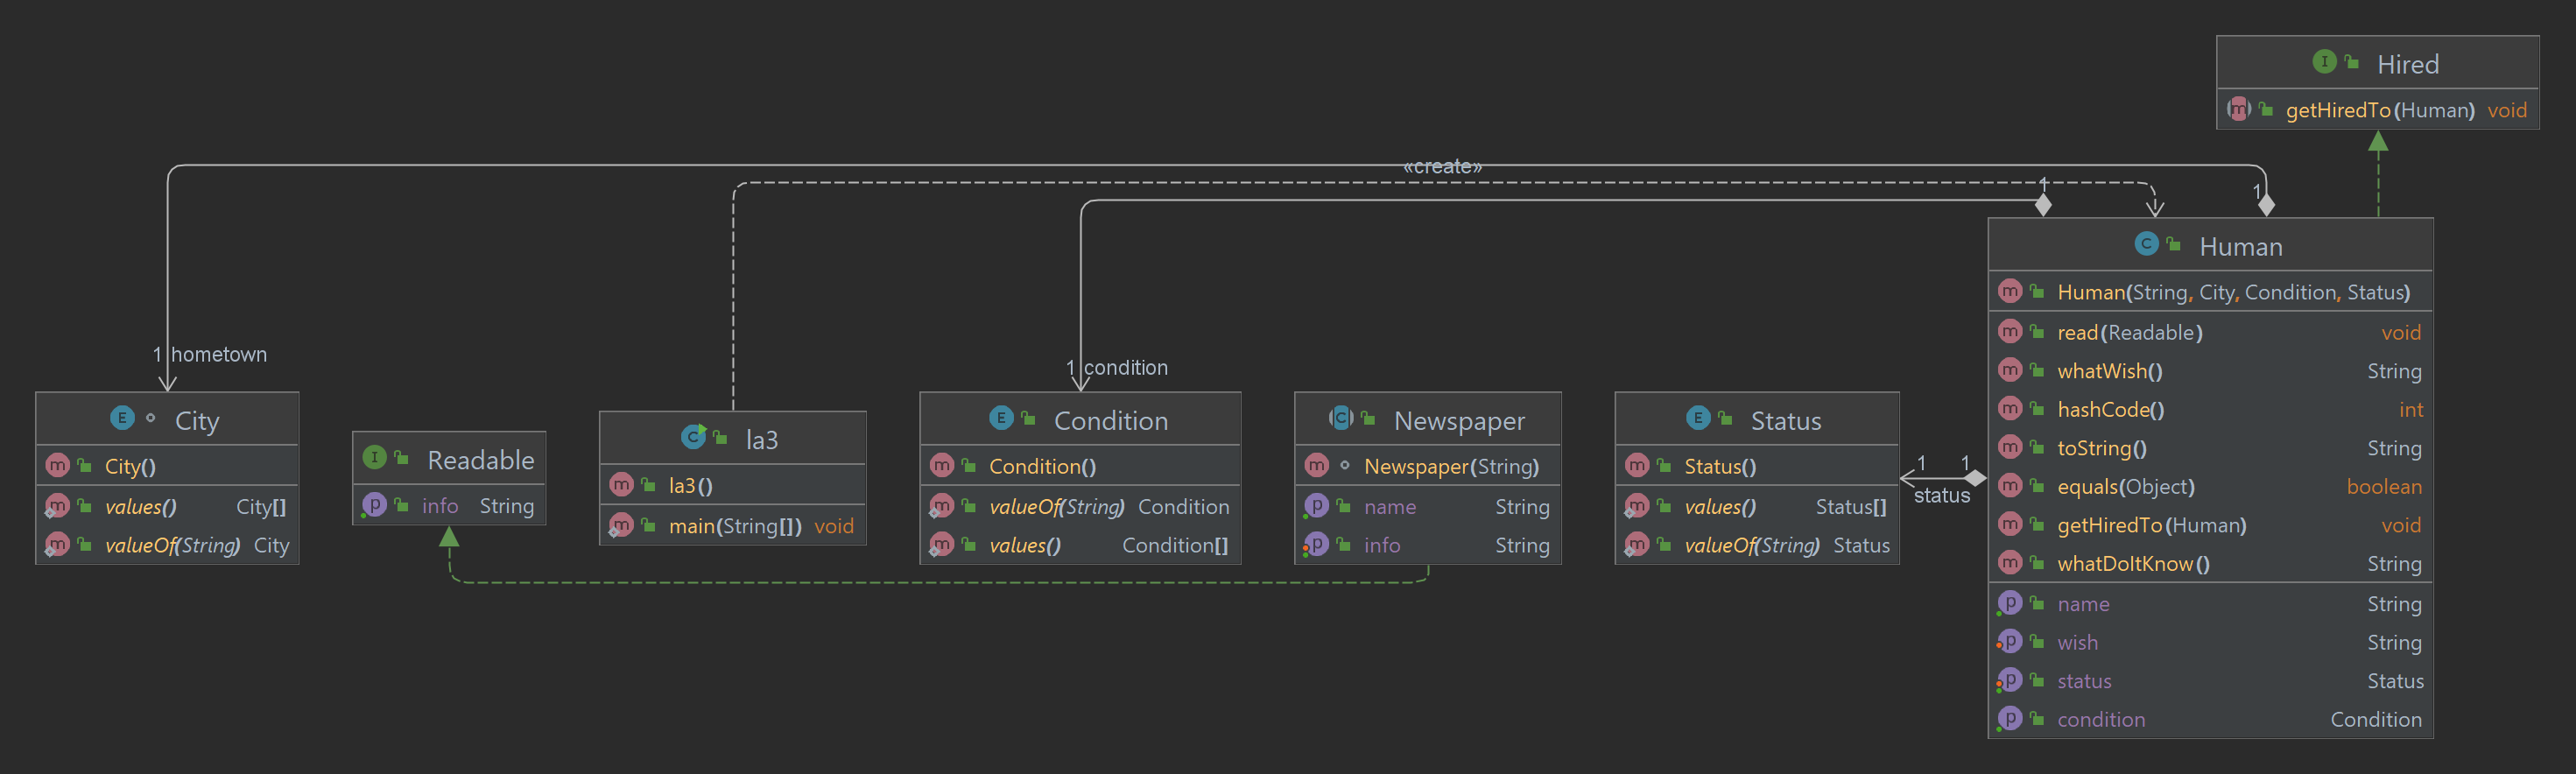 Hired
getHiredTo(Human) void
«create»
1
1
1 hometown
1 condition
City
City()
values() City[]
valueOf(String) City
Readable
info String
la3
la3()
main(String[]) void
Condition
Condition()
valueOf(String) Condition
values() Condition[]
Newspaper
Newspaper(String)
name String
info String
Status
Status()
values() Status[]
valueOf(String) Status
1 1
status
Human
Human(String, City, Condition, Status)
read(Readable) void
whatWish() String
hashCode() int
toString() String
equals(Object) boolean
getHiredTo(Human) void
whatDoItKnow() String
name String
wish String
status Status
condition Condition